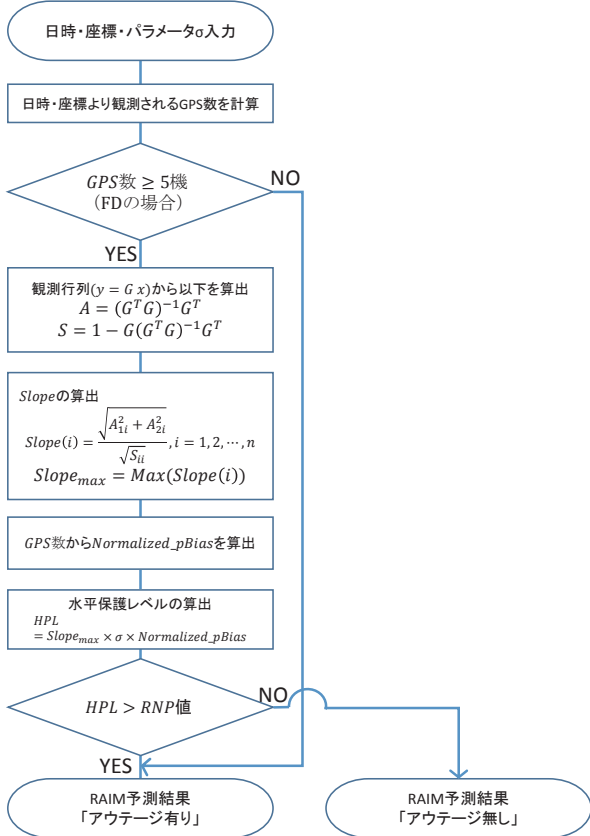 日時・座標・パラメータσ入力
日時・座標より観測されるGPS数を計算
GPS数 ≥ 5機
（FDの場合）
NO
YES
観測行列(y = G x)から以下を算出
A = (G^T G)^{-1}G^T
S = 1 − G(G^T G)^{-1}G^T
Slopeの算出
Slope(i) = \frac{\sqrt{A_{1i}^2 + A_{2i}^2}}{\sqrt{S_{ii}}}, i = 1, 2, ⋯, n
Slope_{max} = Max(Slope(i))
GPS数からNormalized_pBiasを算出
水平保護レベルの算出
HPL
= Slope_{max} × σ × Normalized_pBias
HPL > RNP値
NO
YES
RAIM予測結果
「アウテージ有り」
RAIM予測結果
「アウテージ無し」